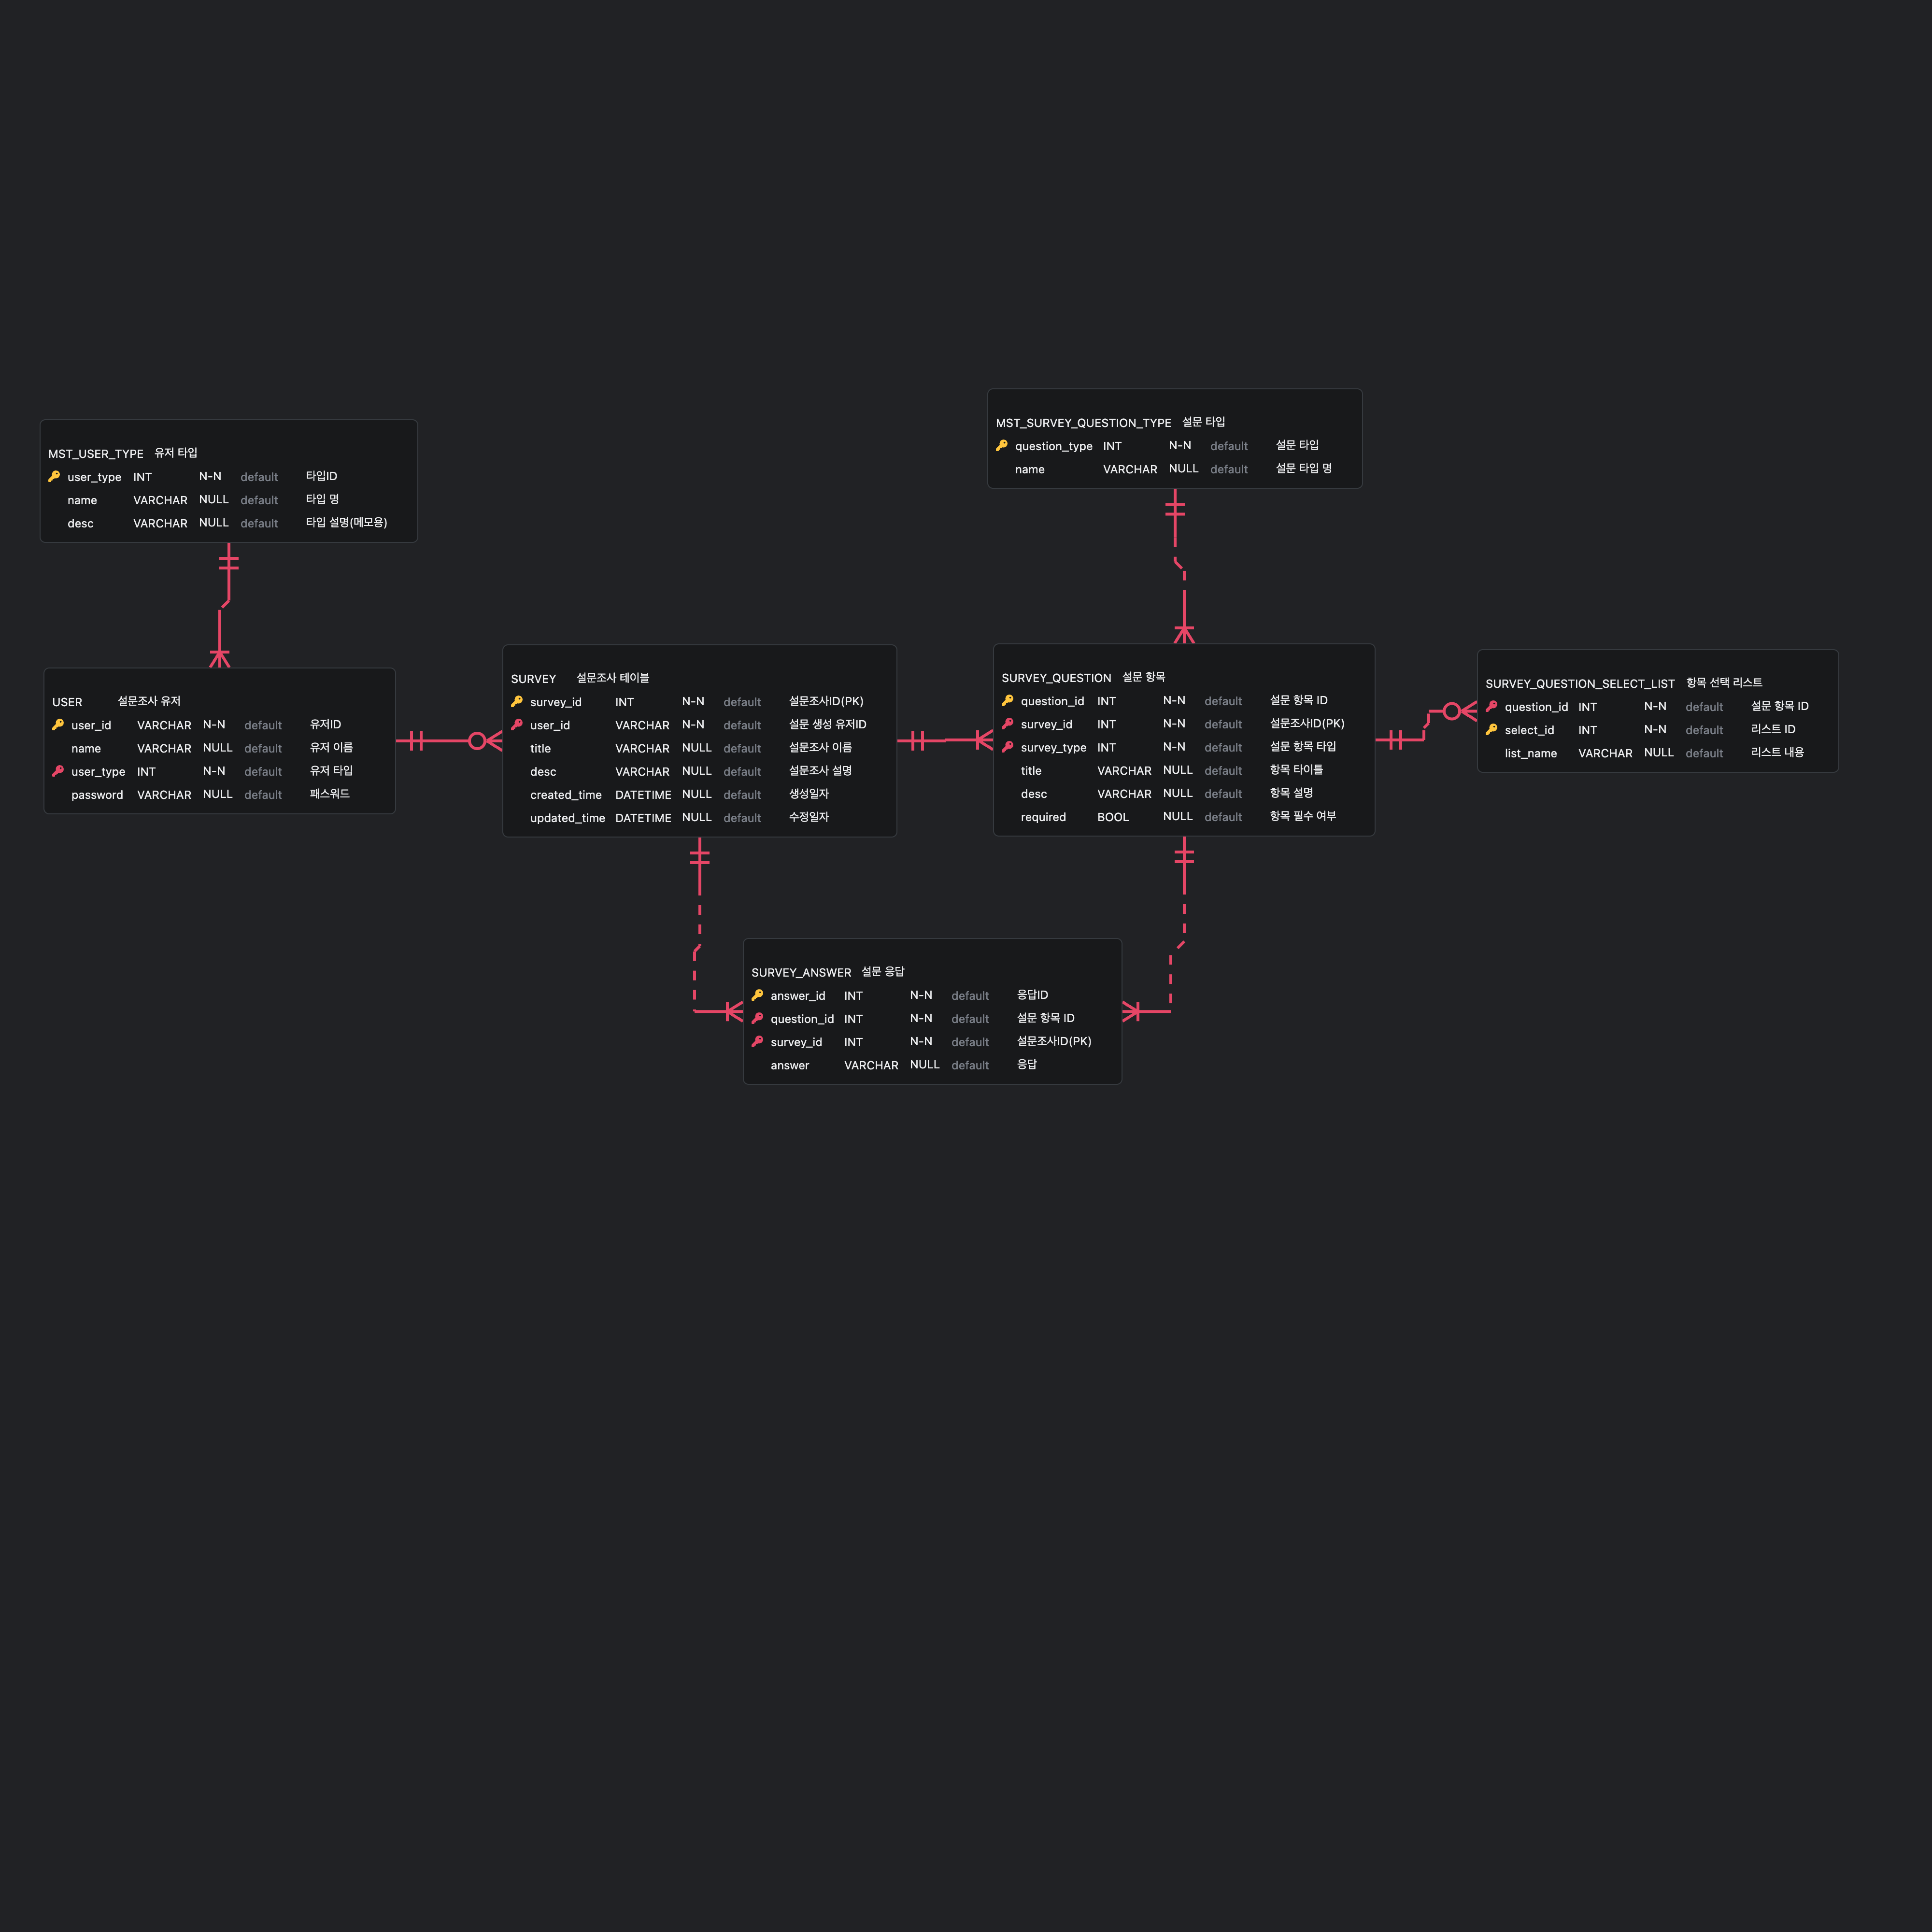 MST_USER_TYPE 유저 타입
user_type INT N-N default 타입ID
name VARCHAR NULL default 타입 명
desc VARCHAR NULL default 타입 설명(메모용)
MST_SURVEY_QUESTION_TYPE 설문 타입
question_type INT N-N default 설문 타입
name VARCHAR NULL default 설문 타입 명
USER 설문조사 유저
user_id VARCHAR N-N default 유저ID
name VARCHAR NULL default 유저 이름
user_type INT N-N default 유저 타입
password VARCHAR NULL default 패스워드
SURVEY 설문조사 테이블
survey_id INT N-N default 설문조사ID(PK)
user_id VARCHAR N-N default 설문 생성 유저ID
title VARCHAR NULL default 설문조사 이름
desc VARCHAR NULL default 설문조사 설명
created_time DATETIME NULL default 생성일자
updated_time DATETIME NULL default 수정일자
SURVEY_QUESTION 설문 항목
question_id INT N-N default 설문 항목 ID
survey_id INT N-N default 설문조사ID(PK)
survey_type INT N-N default 설문 항목 타입
title VARCHAR NULL default 항목 타이틀
desc VARCHAR NULL default 항목 설명
required BOOL NULL default 항목 필수 여부
SURVEY_QUESTION_SELECT_LIST 항목 선택 리스트
question_id INT N-N default 설문 항목 ID
select_id INT N-N default 리스트 ID
list_name VARCHAR NULL default 리스트 내용
SURVEY_ANSWER 설문 응답
answer_id INT N-N default 응답ID
question_id INT N-N default 설문 항목 ID
survey_id INT N-N default 설문조사ID(PK)
answer VARCHAR NULL default 응답